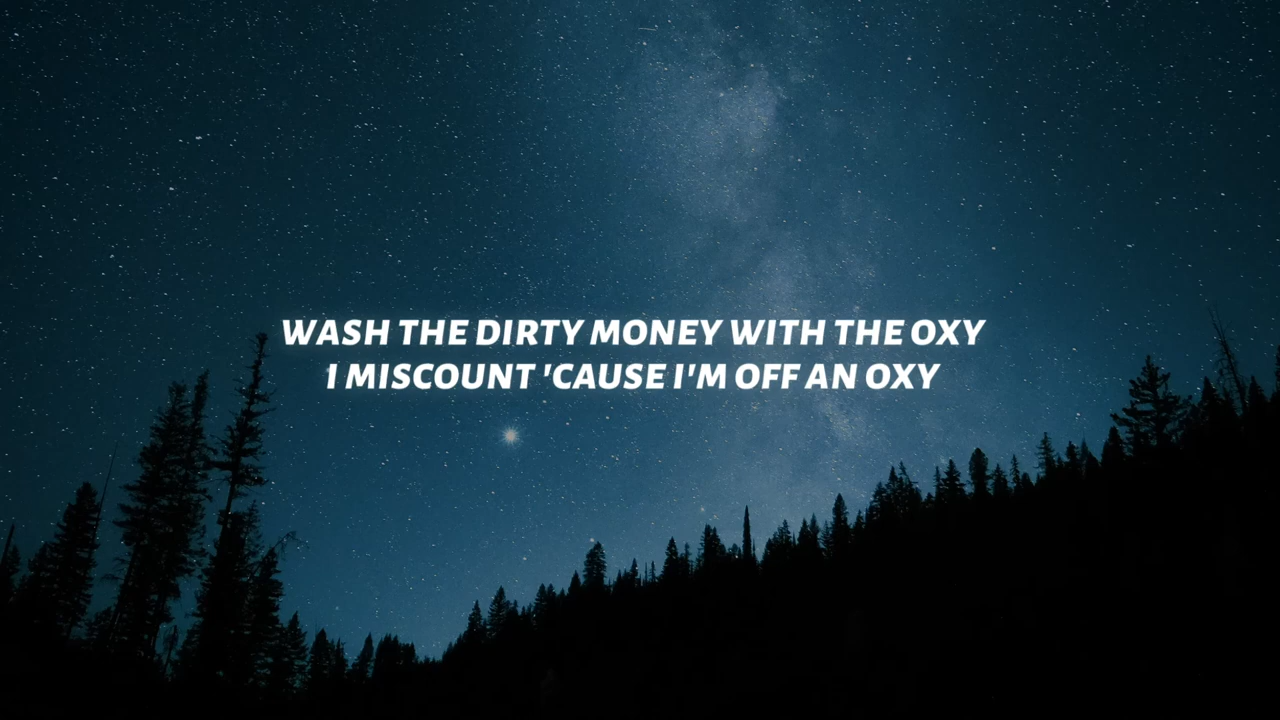 WASH THE DIRTY MONEY WITH THE OXY
I MISCOUNT 'CAUSE I'M OFF AN OXY